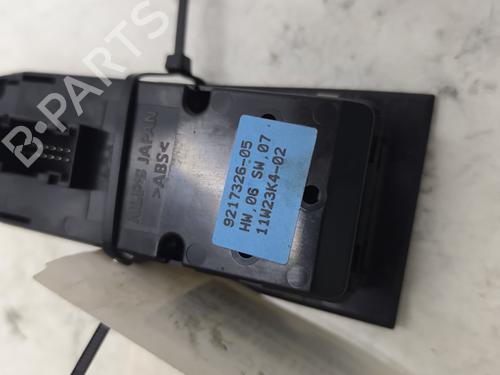 B-PARTS
ALPS JAPAN
>ABS<
9217326-05
HW.06 SW.07
11W23K4-02